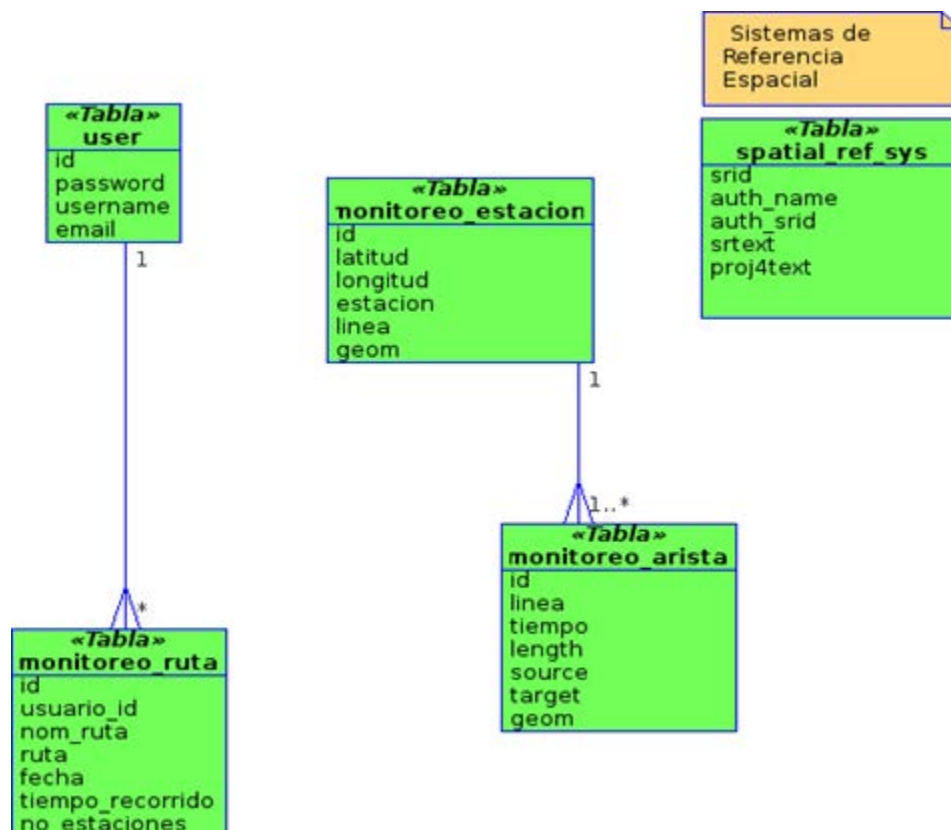 Sistemas de
Referencia
Espacial
«Tabla»
user
id
password
username
email
1
*
«Tabla»
monitoreo_estacion
id
latitud
longitud
estacion
linea
geom
1
1..*
«Tabla»
spatial_ref_sys
srid
auth_name
auth_srid
srtext
proj4text
«Tabla»
monitoreo_arista
id
linea
tiempo
length
source
target
geom
«Tabla»
monitoreo_ruta
id
usuario_id
nom_ruta
ruta
fecha
tiempo_recorrido
no_estaciones